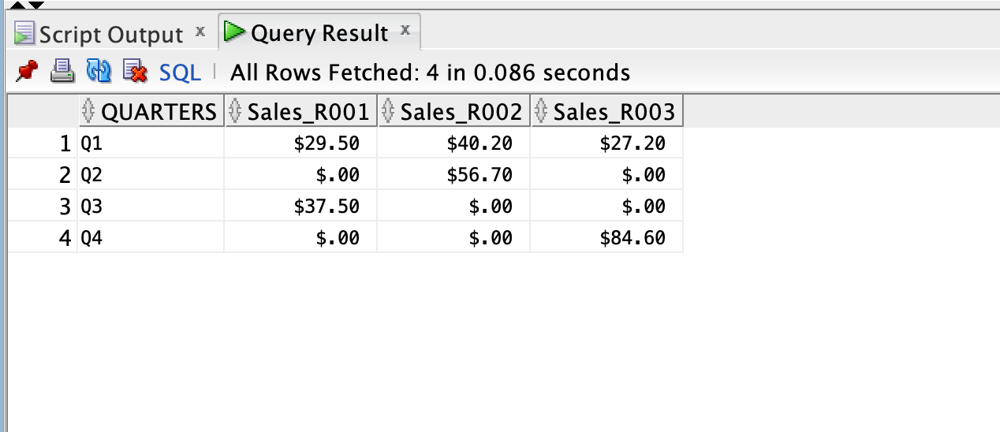 Script Output x Query Result x
SQL All Rows Fetched: 4 in 0.086 seconds
QUARTERS Sales_R001 Sales_R002 Sales_R003
1 Q1 $29.50 $40.20 $27.20
2 Q2 $.00 $56.70 $.00
3 Q3 $37.50 $.00 $.00
4 Q4 $.00 $.00 $84.60